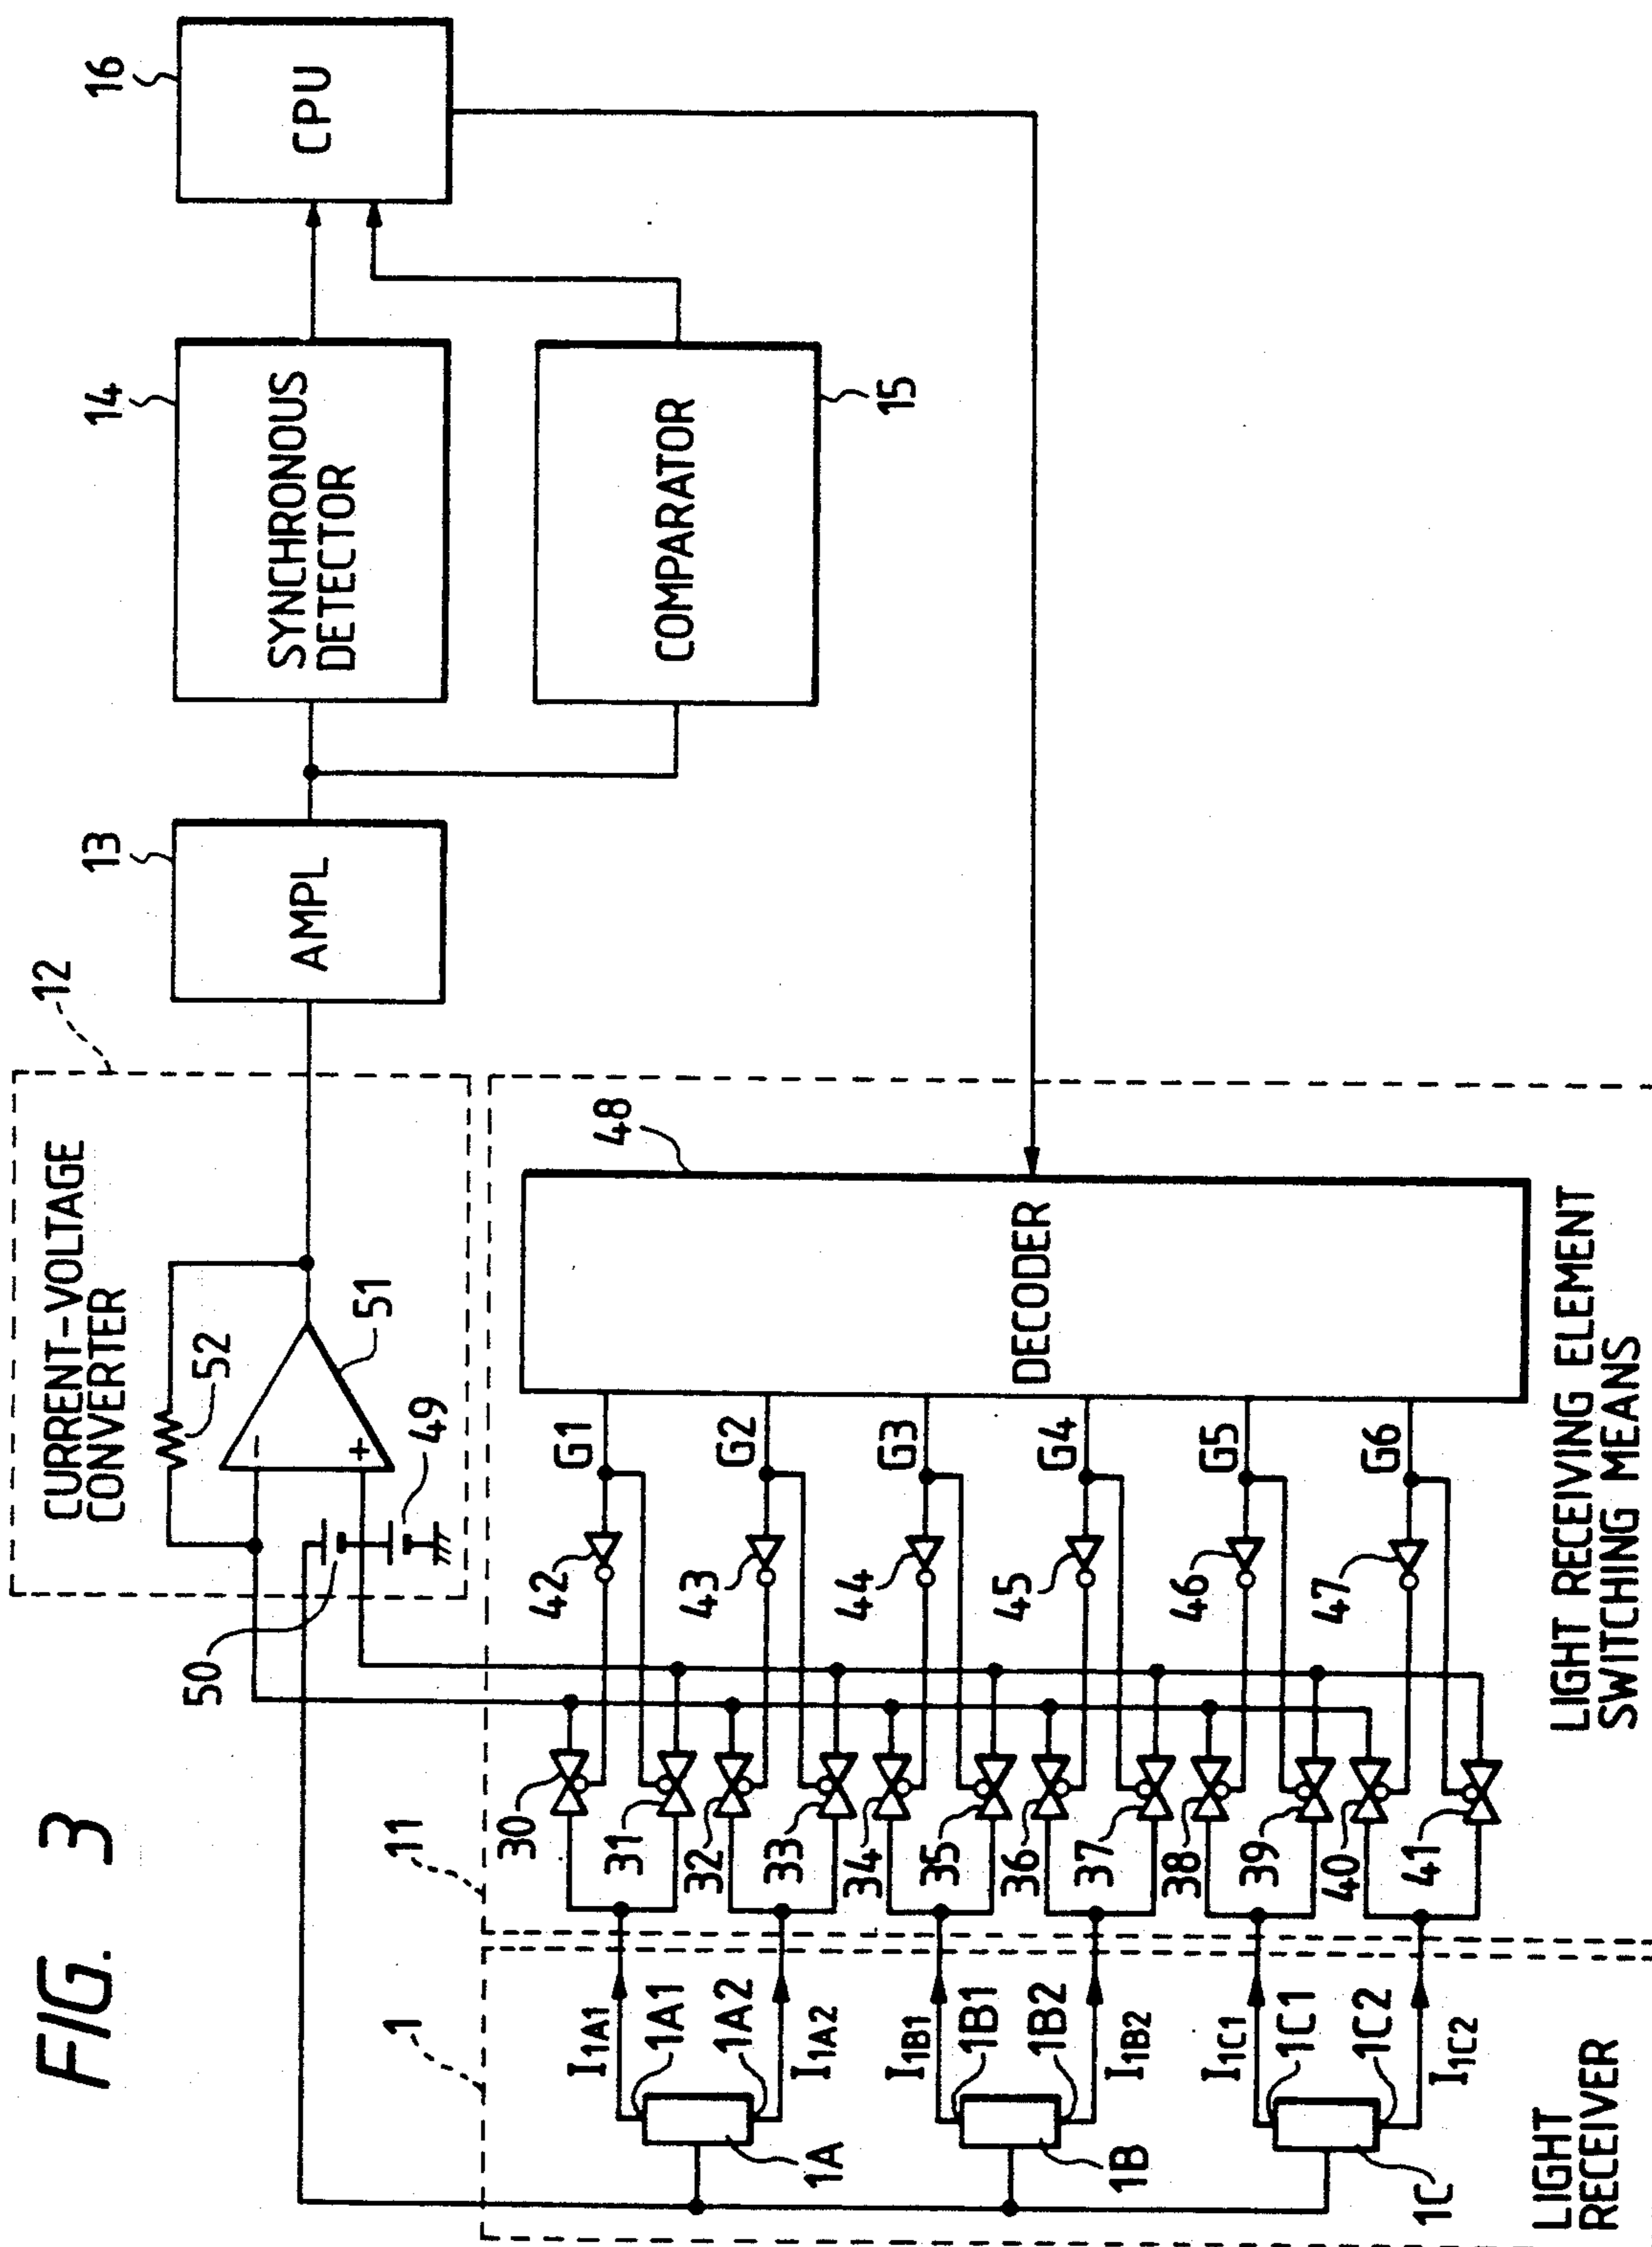 FIG. 3
CURRENT-VOLTAGE
CONVERTER
12
52
51
49
50
13
AMPL
14
SYNCHRONOUS
DETECTOR
COMPARATOR
15
16
CPU
11
1
30
31
32
33
34
35
36
37
38
39
40
41
42
43
44
45
46
47
G1
G2
G3
G4
G5
G6
48
DECODER
LIGHT RECEIVING ELEMENT
SWITCHING MEANS
I1A1
1A1
1A2
I1A2
1A
I1B1
1B1
1B2
I1B2
1B
I1C1
1C1
1C2
I1C2
1C
LIGHT
RECEIVER